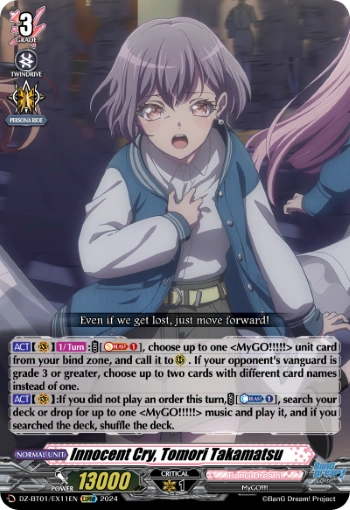 3
GRADE
TWINDRIVE
PERSONA RIDE
Even if we get lost, just move forward!
ACT 1/Turn : [ BLAST 1 ], choose up to one <MyGO!!!!!> unit card
from your bind zone, and call it to . If your opponent's vanguard is
grade 3 or greater, choose up to two cards with different card names
instead of one.
ACT :If you did not play an order this turn, [ BLAST 1 ], search your
deck or drop for up to one <MyGO!!!!!> music and play it, and if you
searched the deck, shuffle the deck.
NORMAL UNIT Innocent Cry, Tomori Takamatsu
POWER 13000 CRITICAL 1 BanG Dream!
MyGO!!!!!
DZ-BT01/EX11EN 2024 ©BanG Dream! Project